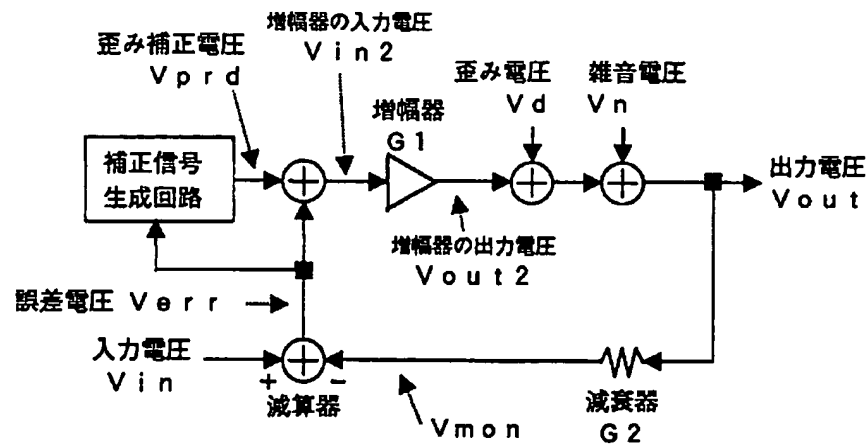 増幅器の入力電圧
Vin2
歪み補正電圧
Vprd
歪み電圧
Vd
雑音電圧
Vn
増幅器
G1
補正信号
生成回路
出力電圧
Vout
増幅器の出力電圧
Vout2
誤差電圧 Verr
入力電圧
Vin
+
-
減算器
Vmon
減衰器
G2